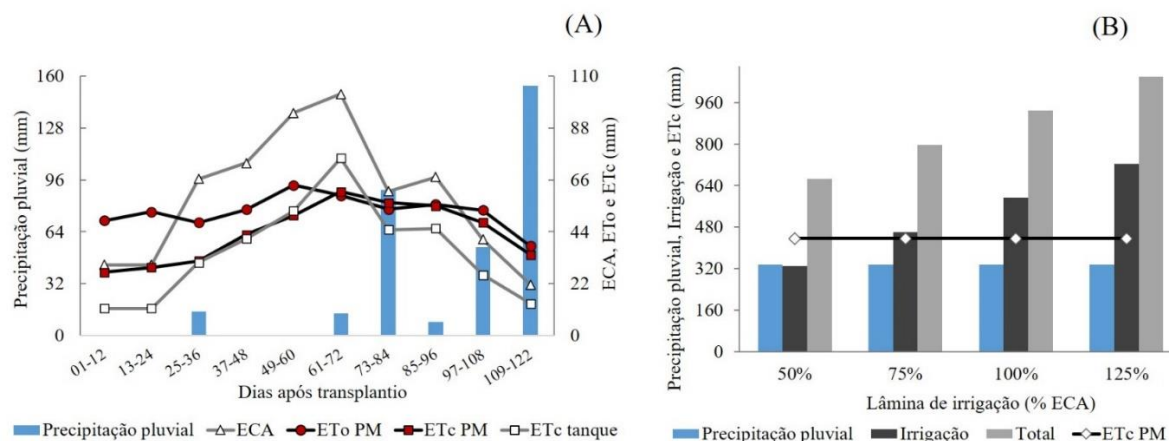 (A)
Precipitação pluvial (mm)
160
128
96
64
32
0
110
88
66
44
22
0
ECA, ETo e ETc (mm)
01-12
13-24
25-36
37-48
49-60
61-72
73-84
85-96
97-108
109-122
Dias após transplantio
Precipitação pluvial ECA ETo PM ETc PM ETc tanque
(B)
Precipitação pluvial, Irrigação e ETc (mm)
960
800
640
480
320
160
0
50% 75% 100% 125%
Lâmina de irrigação (% ECA)
Precipitação pluvial Irrigação Total ETc PM